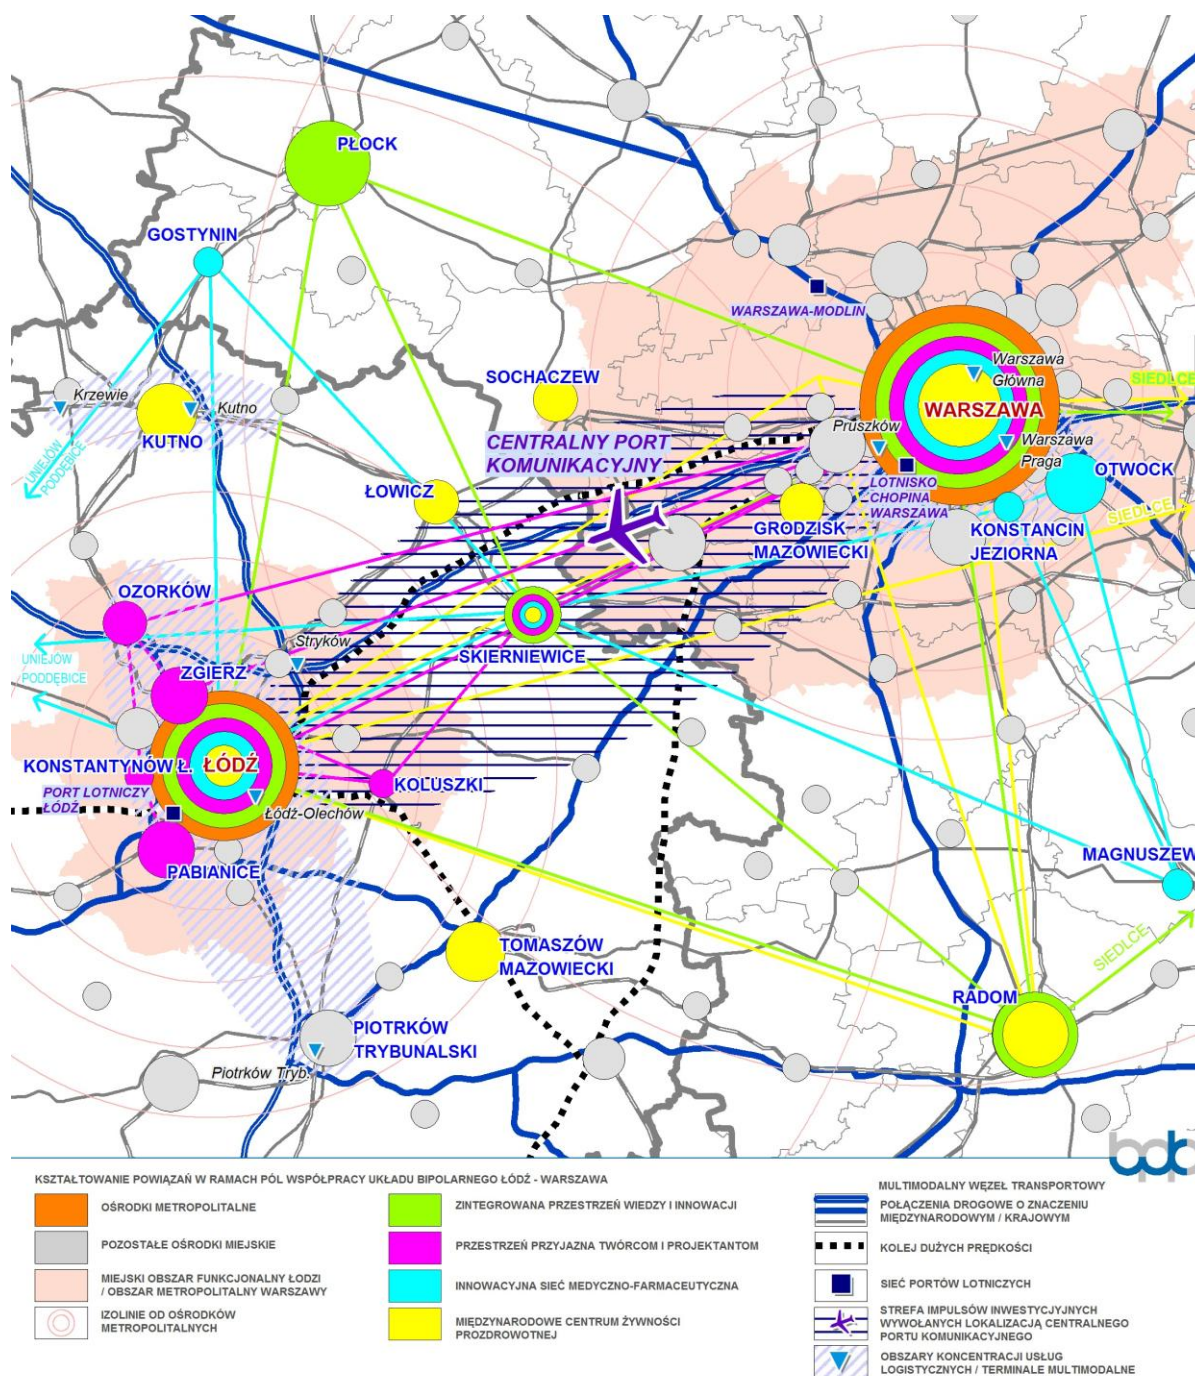 PŁOCK
GOSTYNIN
WARSZAWA-MODLIN
Krzewie
Kutno
KUTNO
SOCHACZEW
Warszawa
Główna
SIEDLCE
WARSZAWA
UNIEJÓW
PODDĘBICE
CENTRALNY PORT
KOMUNIKACYJNY
Pruszków
Warszawa
Praga
OTWOCK
ŁOWICZ
LOTNISKO
CHOPINA
WARSZAWA
GRODZISK
MAZOWIECKI
KONSTANCIN
JEZIORNA
SIEDLCE
OZORKÓW
Stryków
SKIERNIEWICE
UNIEJÓW
PODDĘBICE
ZGIERZ
KONSTANTYNÓW Ł.
ŁÓDŹ
KOLUSZKI
PORT LOTNICZY
ŁÓDŹ
Łódź-Olechów
PABIANICE
MAGNUSZEW
TOMASZÓW
MAZOWIECKI
SIEDLCE
RADOM
PIOTRKÓW
TRYBUNALSKI
Piotrków Tryb.
bpp
KSZTAŁTOWANIE POWIĄZAŃ W RAMACH PÓL WSPÓŁPRACY UKŁADU BIPOLARNEGO ŁÓDŹ - WARSZAWA
OŚRODKI METROPOLITALNE
POZOSTAŁE OŚRODKI MIEJSKIE
MIEJSKI OBSZAR FUNKCJONALNY ŁODZI
/ OBSZAR METROPOLITALNY WARSZAWY
IZOLINIE OD OŚRODKÓW
METROPOLITALNYCH
ZINTEGROWANA PRZESTRZEŃ WIEDZY I INNOWACJI
PRZESTRZEŃ PRZYJAZNA TWÓRCOM I PROJEKTANTOM
INNOWACYJNA SIEĆ MEDYCZNO-FARMACEUTYCZNA
MIĘDZYNARODOWE CENTRUM ŻYWNOŚCI
PROZDROWOTNEJ
MULTIMODALNY WĘZEŁ TRANSPORTOWY
POŁĄCZENIA DROGOWE O ZNACZENIU
MIĘDZYNARODOWYM / KRAJOWYM
KOLEJ DUŻYCH PRĘDKOŚCI
SIEĆ PORTÓW LOTNICZYCH
STREFA IMPULSÓW INWESTYCYJNYCH
WYWOŁANYCH LOKALIZACJĄ CENTRALNEGO
PORTU KOMUNIKACYJNEGO
OBSZARY KONCENTRACJI USŁUG
LOGISTYCZNYCH / TERMINALE MULTIMODALNE